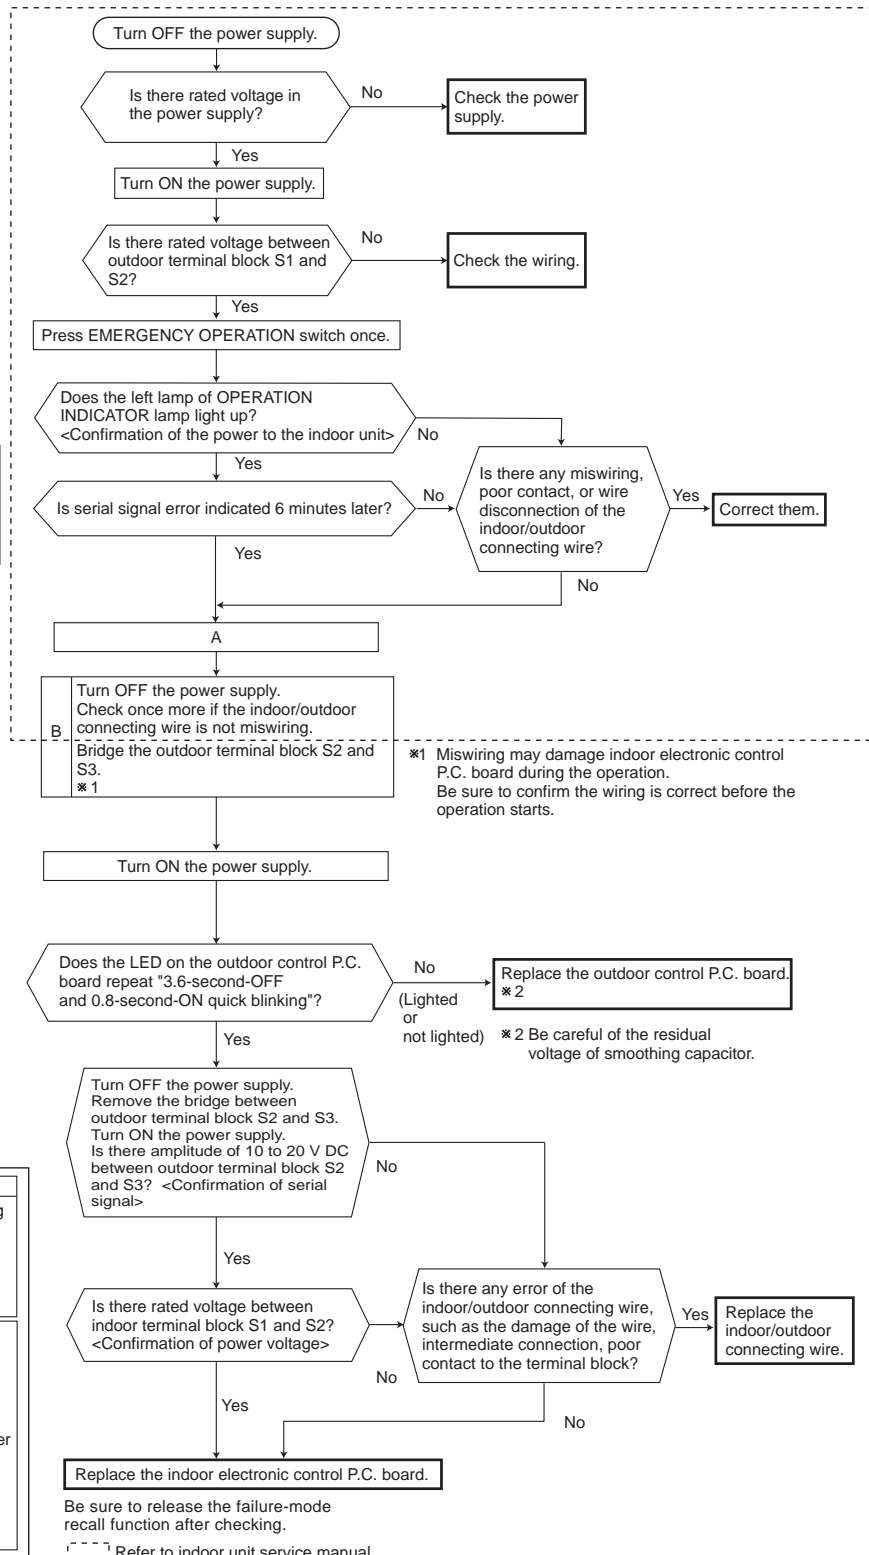 Turn OFF the power supply.
Is there rated voltage in
the power supply?
No
Check the power
supply.
Yes
Turn ON the power supply.
Is there rated voltage between
outdoor terminal block S1 and
S2?
No
Check the wiring.
Yes
Press EMERGENCY OPERATION switch once.
Does the left lamp of OPERATION
INDICATOR lamp light up?
<Confirmation of the power to the indoor unit>
No
Yes
Is serial signal error indicated 6 minutes later?
No
Is there any miswiring,
poor contact, or wire
disconnection of the
indoor/outdoor
connecting wire?
Yes
Correct them.
Yes
No
A
B
Turn OFF the power supply.
Check once more if the indoor/outdoor
connecting wire is not miswiring.
Bridge the outdoor terminal block S2 and
S3.
※1
※1 Miswiring may damage indoor electronic control
P.C. board during the operation.
Be sure to confirm the wiring is correct before the
operation starts.
Turn ON the power supply.
Does the LED on the outdoor control P.C.
board repeat "3.6-second-OFF
and 0.8-second-ON quick blinking"?
No
(Lighted
or
not lighted)
Replace the outdoor control P.C. board.
※2
※2 Be careful of the residual
voltage of smoothing capacitor.
Yes
Turn OFF the power supply.
Remove the bridge between
outdoor terminal block S2 and S3.
Turn ON the power supply.
Is there amplitude of 10 to 20 V DC
between outdoor terminal block S2
and S3? <Confirmation of serial
signal>
No
Yes
Is there rated voltage between
indoor terminal block S1 and S2?
<Confirmation of power voltage>
No
Is there any error of the
indoor/outdoor connecting wire,
such as the damage of the wire,
intermediate connection, poor
contact to the terminal block?
Yes
Replace the
indoor/outdoor
connecting wire.
Yes
No
Replace the indoor electronic control P.C. board.
Be sure to release the failure-mode
recall function after checking.
Refer to indoor unit service manual